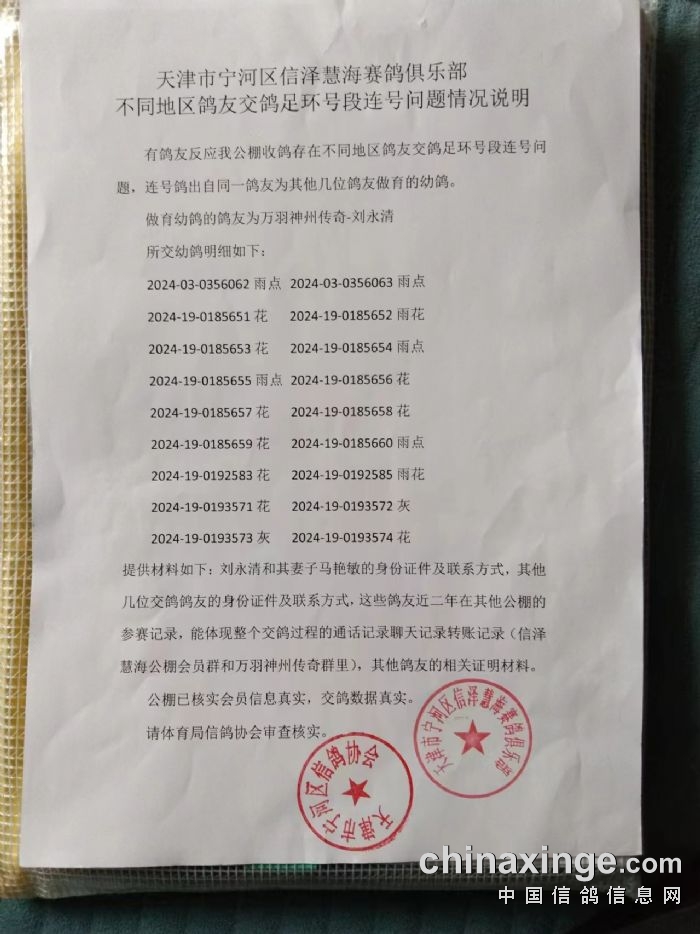 天津市宁河区信泽慧海赛鸽俱乐部
不同地区鸽友交鸽足环号段连号问题情况说明
有鸽友反应我公棚收鸽存在不同地区鸽友交鸽足环号段连号问
题，连号鸽出自同一鸽友为其他几位鸽友做育的幼鸽。
做育幼鸽的鸽友为万羽神州传奇-刘永清
所交幼鸽明细如下：
2024-03-0356062 雨点 2024-03-0356063 雨点
2024-19-0185651 花 2024-19-0185652 雨花
2024-19-0185653 花 2024-19-0185654 雨点
2024-19-0185655 雨点 2024-19-0185656 花
2024-19-0185657 花 2024-19-0185658 花
2024-19-0185659 花 2024-19-0185660 雨点
2024-19-0192583 花 2024-19-0192585 雨花
2024-19-0193571 花 2024-19-0193572 灰
2024-19-0193573 灰 2024-19-0193574 花
提供材料如下：刘永清和其妻子马艳敏的身份证件及联系方式，其他
几位交鸽鸽友的身份证件及联系方式，这些鸽友近二年在其他公棚的
参赛记录，能体现整个交鸽过程的通话记录聊天记录转账记录（信泽
慧海公棚会员群和万羽神州传奇群里），其他鸽友的相关证明材料。
公棚已核实会员信息真实，交鸽数据真实。
请体育局信鸽协会审查核实。
天津市宁河区信泽慧海赛鸽俱乐部
天津市宁河区信鸽协会
chinaxinge.com
中国信鸽信息网